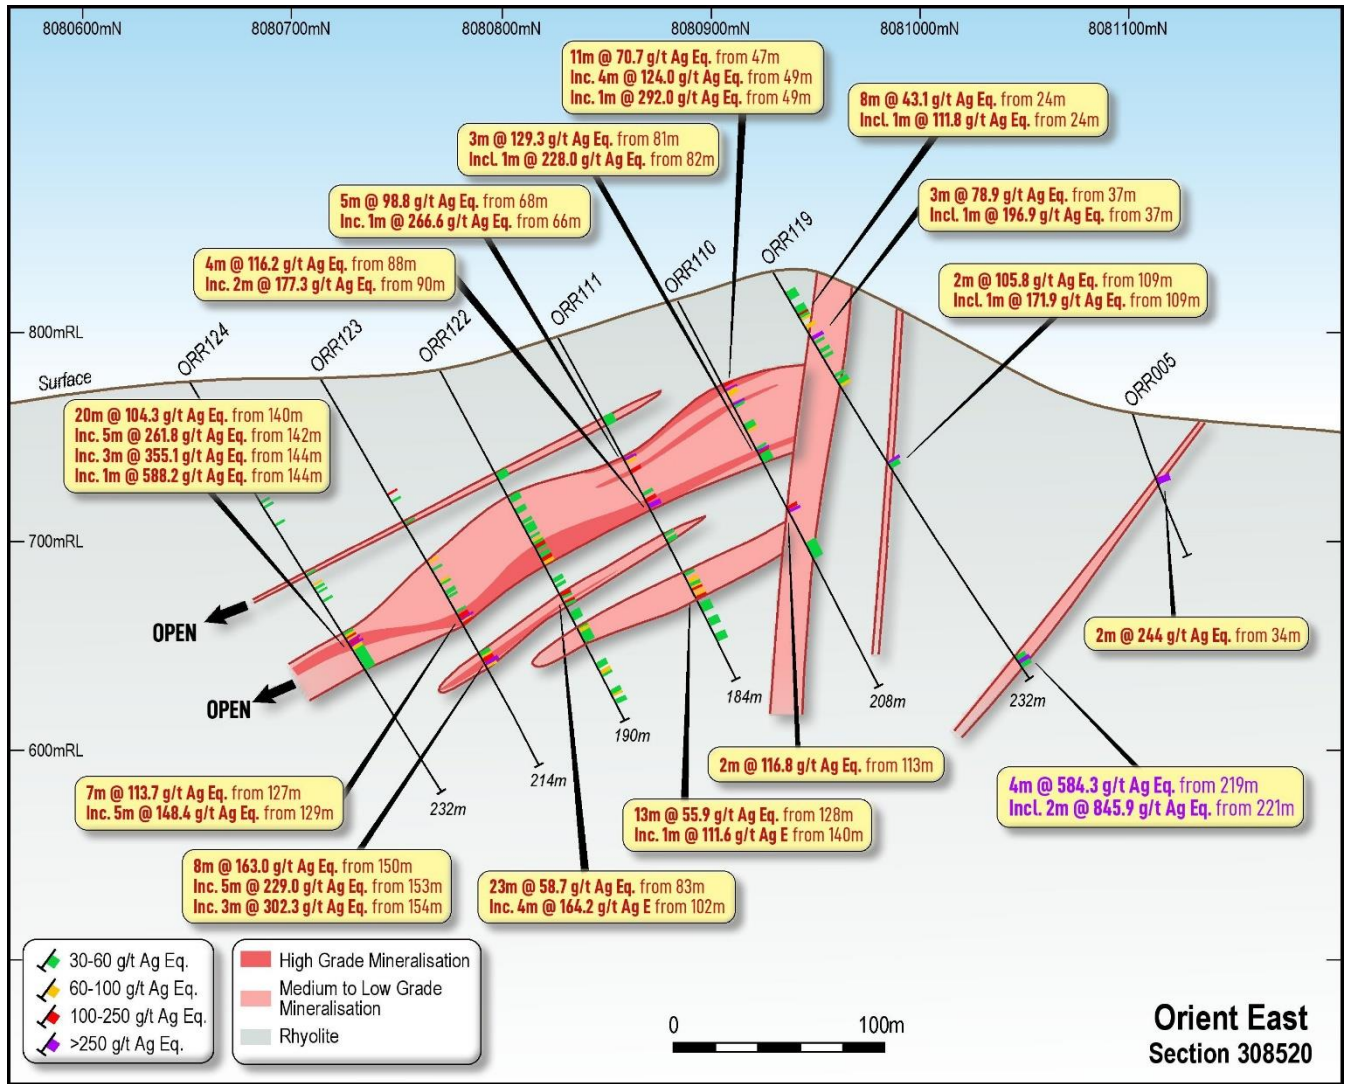 8080600mN
8080700mN
8080800mN
8080900mN
8081000mN
8081100mN
11m @ 70.7 g/t Ag Eq. from 47m
Inc. 4m @ 124.0 g/t Ag Eq. from 49m
Inc. 1m @ 292.0 g/t Ag Eq. from 49m
8m @ 43.1 g/t Ag Eq. from 24m
Incl. 1m @ 111.8 g/t Ag Eq. from 24m
3m @ 129.3 g/t Ag Eq. from 81m
Incl. 1m @ 228.0 g/t Ag Eq. from 82m
5m @ 98.8 g/t Ag Eq. from 68m
Inc. 1m @ 266.6 g/t Ag Eq. from 66m
3m @ 78.9 g/t Ag Eq. from 37m
Incl. 1m @ 196.9 g/t Ag Eq. from 37m
4m @ 116.2 g/t Ag Eq. from 88m
Inc. 2m @ 177.3 g/t Ag Eq. from 90m
2m @ 105.8 g/t Ag Eq. from 109m
Incl. 1m @ 171.9 g/t Ag Eq. from 109m
ORR124
ORR123
ORR122
ORR111
ORR110
ORR119
ORR005
800mRL
Surface
20m @ 104.3 g/t Ag Eq. from 140m
Inc. 5m @ 261.8 g/t Ag Eq. from 142m
Inc. 3m @ 355.1 g/t Ag Eq. from 144m
Inc. 1m @ 588.2 g/t Ag Eq. from 144m
700mRL
OPEN
OPEN
2m @ 244 g/t Ag Eq. from 34m
184m
208m
232m
190m
214m
232m
600mRL
2m @ 116.8 g/t Ag Eq. from 113m
4m @ 584.3 g/t Ag Eq. from 219m
Incl. 2m @ 845.9 g/t Ag Eq. from 221m
7m @ 113.7 g/t Ag Eq. from 127m
Inc. 5m @ 148.4 g/t Ag Eq. from 129m
13m @ 55.9 g/t Ag Eq. from 128m
Inc. 1m @ 111.6 g/t Ag E from 140m
8m @ 163.0 g/t Ag Eq. from 150m
Inc. 5m @ 229.0 g/t Ag Eq. from 153m
Inc. 3m @ 302.3 g/t Ag Eq. from 154m
23m @ 58.7 g/t Ag Eq. from 83m
Inc. 4m @ 164.2 g/t Ag E from 102m
30-60 g/t Ag Eq.
60-100 g/t Ag Eq.
100-250 g/t Ag Eq.
>250 g/t Ag Eq.
High Grade Mineralisation
Medium to Low Grade
Mineralisation
Rhyolite
0 100m
Orient East
Section 308520